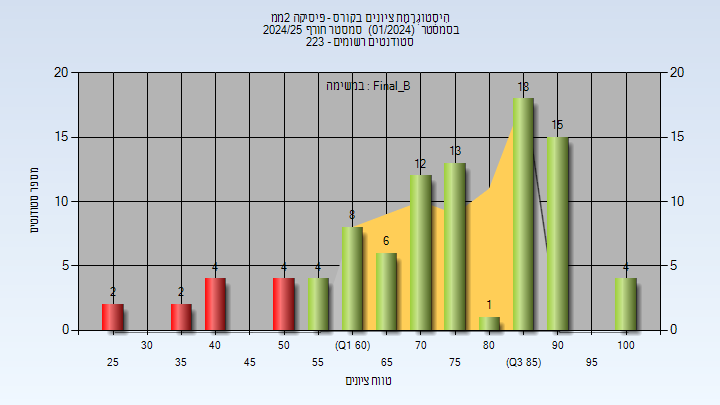 היסטוגרמת ציונים בקורס - פיסיקה 2ממ
בסמסטר (01/2024) סמסטר חורף 2024/25
סטודנטים רשומים - 223
במשימה : Final_B
20 20
15 15
10 10
5 5
0 0
מספר סטודנטים
2 2 4 4 4 8 6 12 13 1 18 15 4
30 40 50 (Q1 60) 70 80 90 100
25 35 45 55 65 75 (Q3 85) 95
טווח ציונים